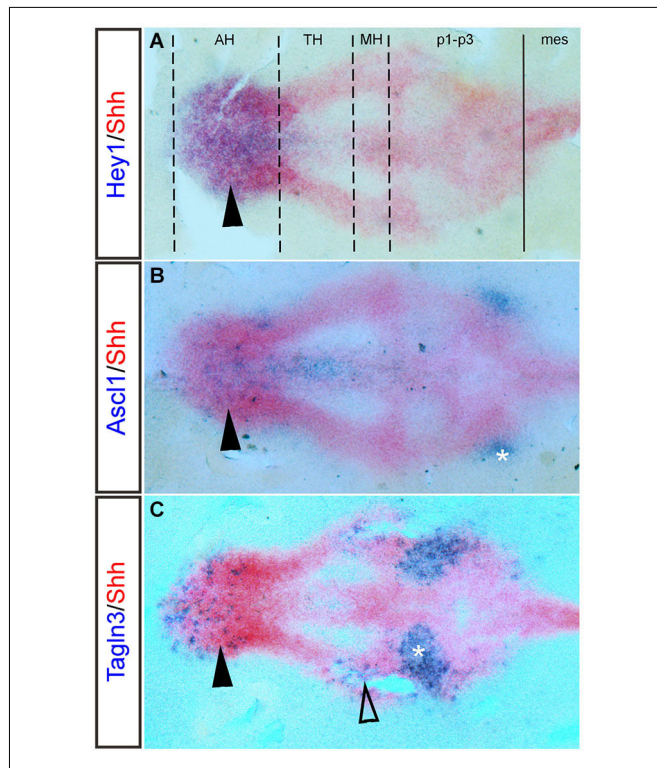 A AH TH MH p1-p3 mes
Hey1/Shh
B
Ascl1/Shh
*
C
Tagln3/Shh
*